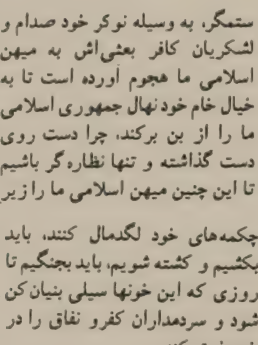 ستمگر، به وسیله نوکر خود صدام و
لشکریان کافر بعثی‌اش به میهن
اسلامی ما هجوم آورده است تا به
خیال خام خود نهال جمهوری اسلامی
ما را از بن برکند، چرا دست روی
دست گذاشته و تنها نظاره‌گر باشیم
تا این چنین میهن اسلامی ما را زیر
چکمه‌های خود لگدمال کنند، باید
بکشیم و کشته شویم، باید بجنگیم تا
روزی که این خونها سیلی بنیان‌کن
شود و سردمداران کفر و نفاق را در